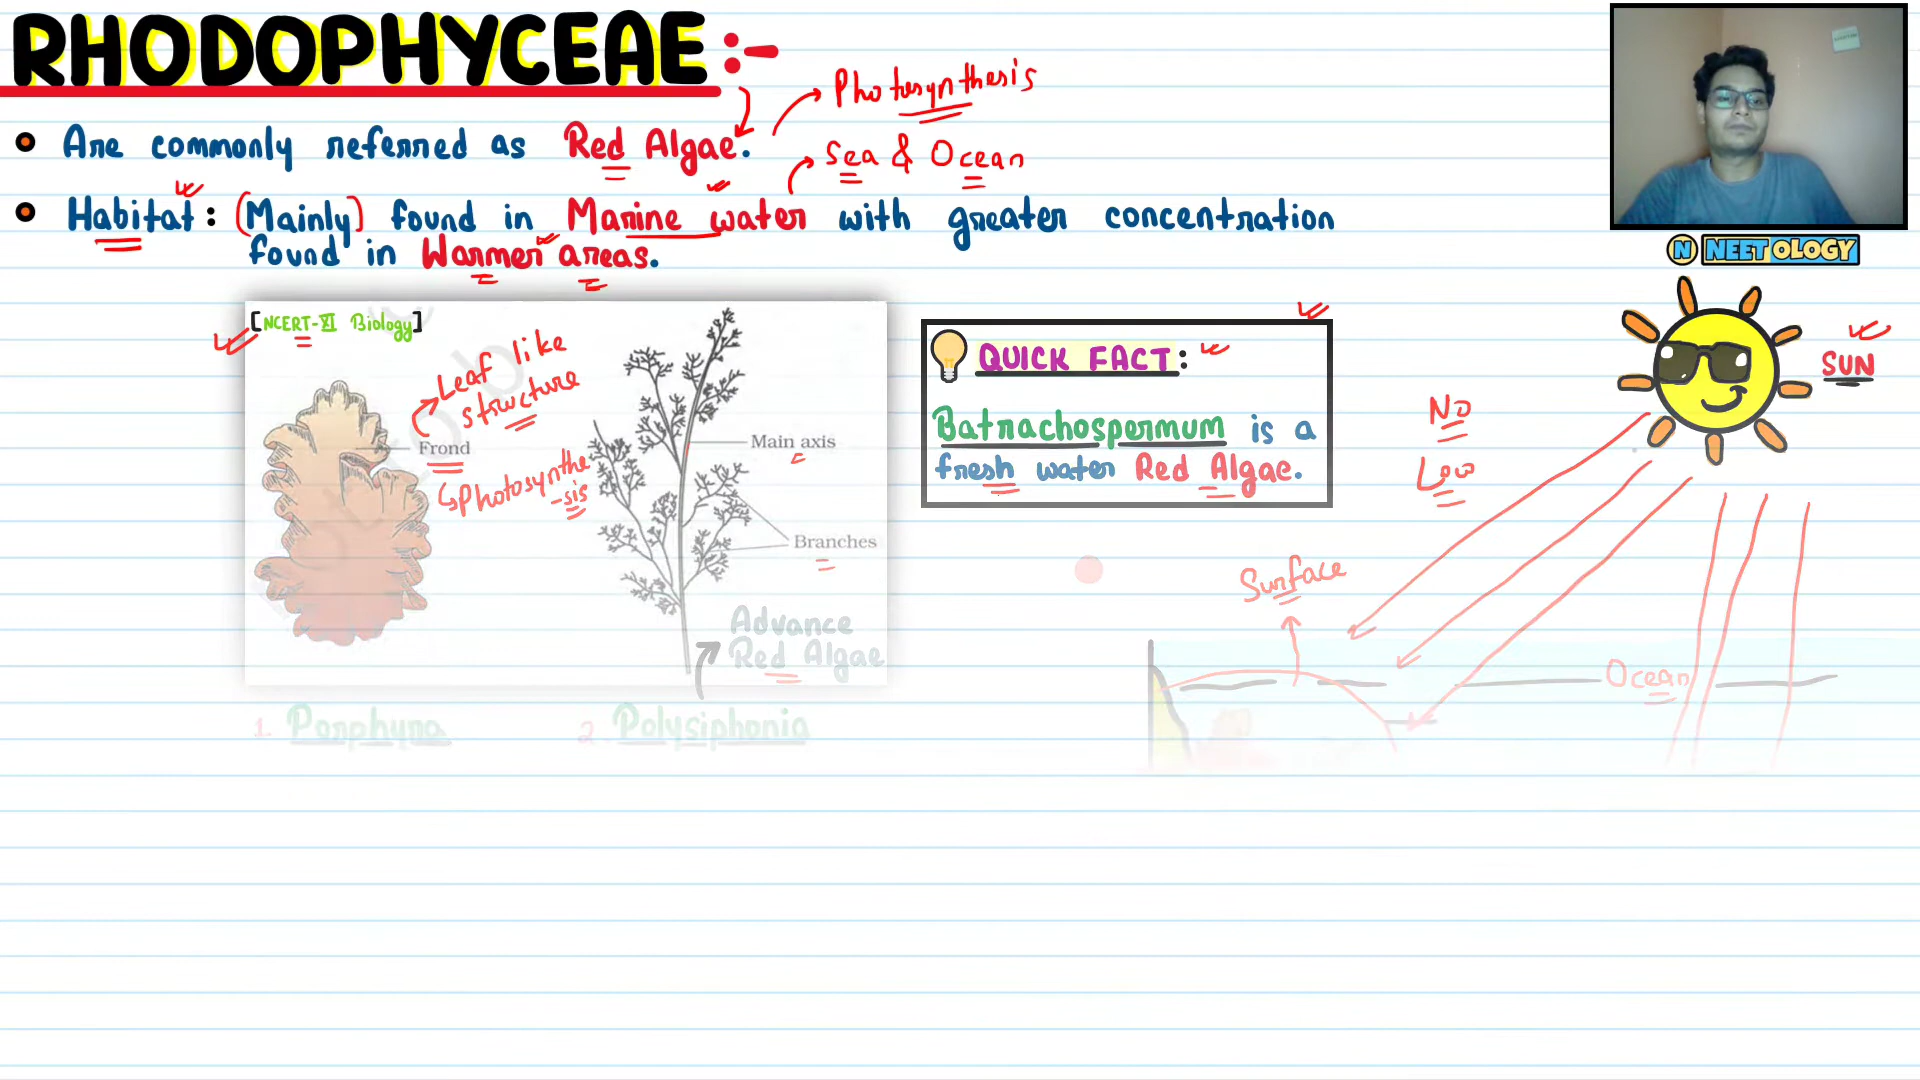 RHODOPHYCEAE :-
Photosynthesis
Are commonly referred as Red Algae.
Sea & Ocean
Habitat: (Mainly) found in Marine water with greater concentration
found in Warmer areas.
N NEETOLOGY
[NCERT-XI Biology]
Leaf like
structure
Frond
Photosynthe
-sis
Main axis
Branches
Advance
Red Algae
1. Porphyra
2. Polysiphonia
QUICK FACT:
Batrachospermum is a
fresh water Red Algae.
SUN
No
Low
Surface
Ocean